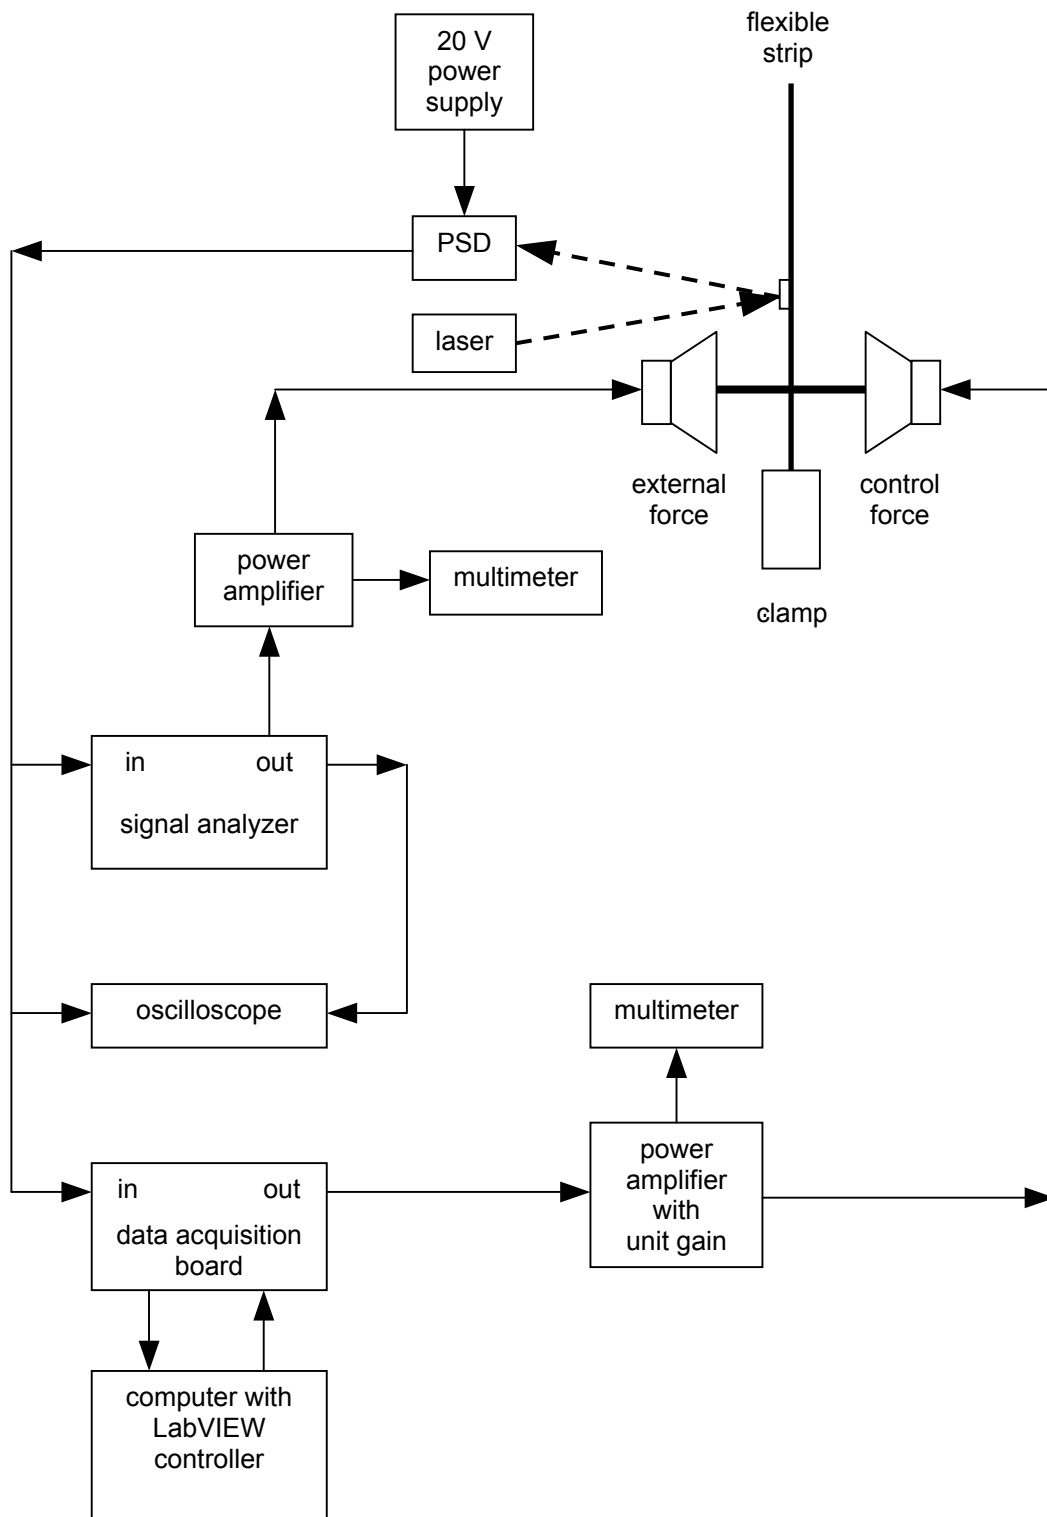 flexible
strip
20 V
power
supply
PSD
laser
external
force
control
force
power
amplifier
multimeter
clamp
in out
signal analyzer
oscilloscope
multimeter
power
amplifier
with
unit gain
in out
data acquisition
board
computer with
LabVIEW
controller